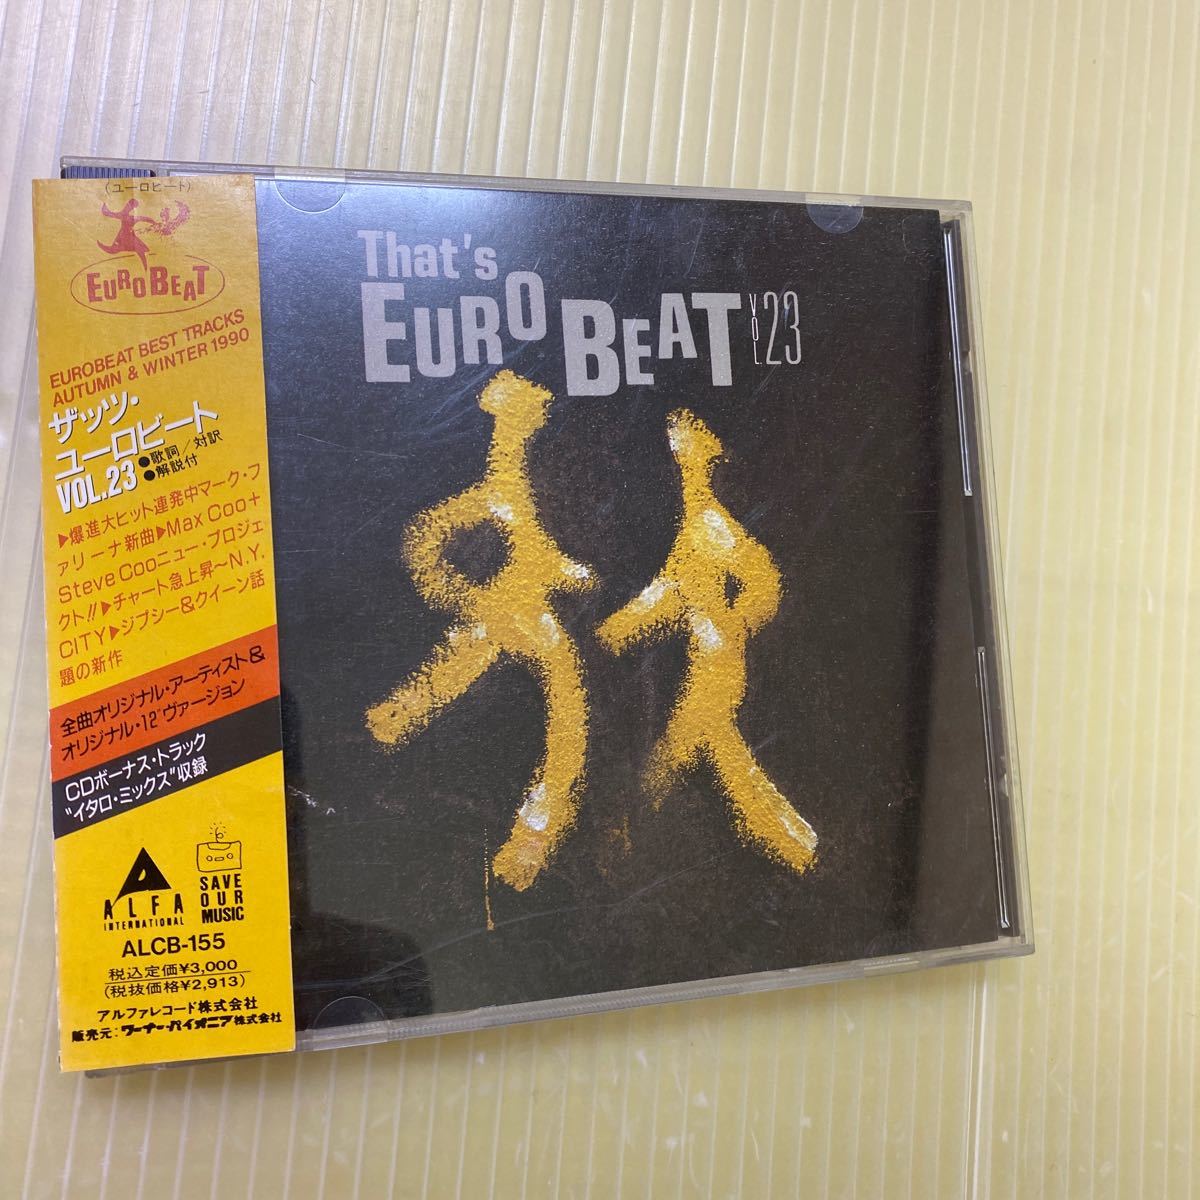 (ユーロビート)
EUROBEAT
EUROBEAT BEST TRACKS
AUTUMN & WINTER 1990
ザッツ・
ユーロビート
VOL.23
●歌詞/対訳
●解説付
▶爆進大ヒット連発中マーク・フ
ァリーナ新曲▶Max Coo+
Steve Cooニュー・プロジェ
クト!!▶チャート急上昇〜N.Y.
CITY▶ジプシー&クイーン話
題の新作
全曲オリジナル・アーティスト&
オリジナル・12"ヴァージョン
CDボーナス・トラック
"イタロ・ミックス"収録
ALFA
INTERNATIONAL
SAVE
OUR
MUSIC
ALCB-155
税込定価¥3,000
(税抜価格¥2,913)
アルファレコード株式会社
販売元:ワーナー・パイオニア株式会社
That's
EUROBEAT
VOL.23